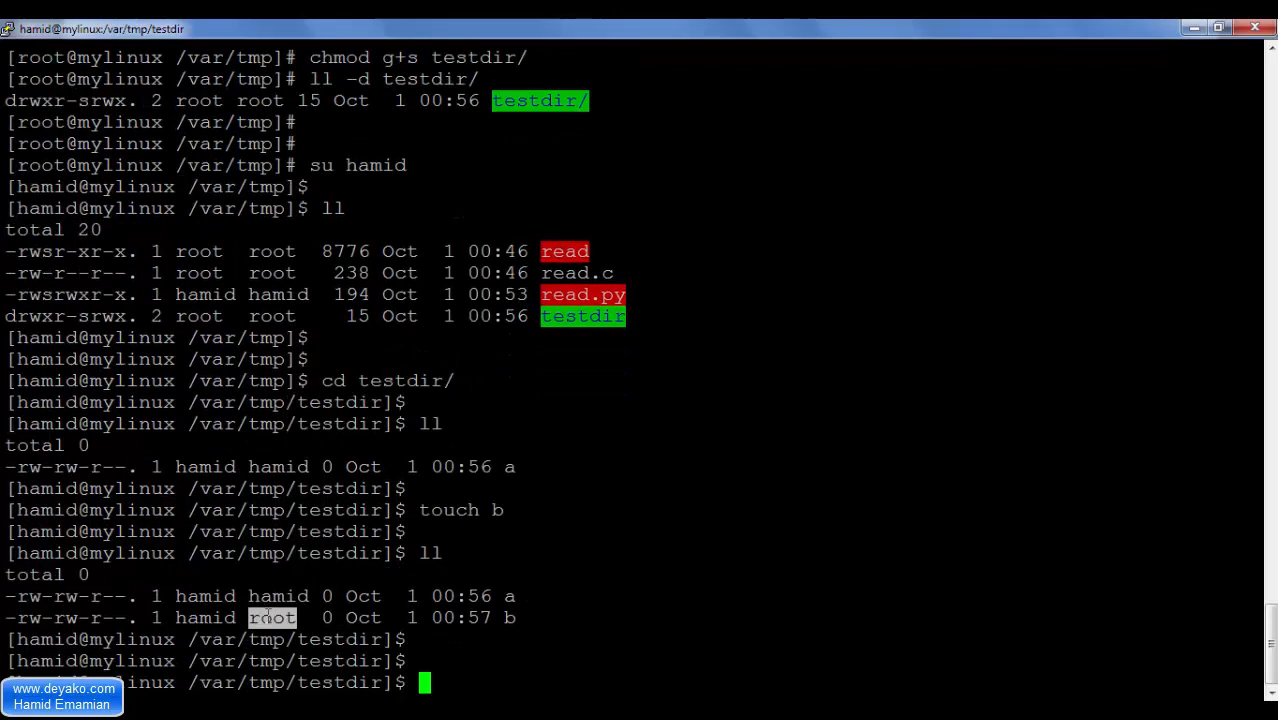 hamid@mylinux:/var/tmp/testdir
[root@mylinux /var/tmp]# chmod g+s testdir/
[root@mylinux /var/tmp]# ll -d testdir/
drwxr-srwx. 2 root root 15 Oct  1 00:56 testdir/
[root@mylinux /var/tmp]#
[root@mylinux /var/tmp]#
[root@mylinux /var/tmp]# su hamid
[hamid@mylinux /var/tmp]$
[hamid@mylinux /var/tmp]$ ll
total 20
-rwsr-xr-x. 1 root  root  8776 Oct  1 00:46 read
-rw-r--r--. 1 root  root   238 Oct  1 00:46 read.c
-rwsrwxr-x. 1 hamid hamid  194 Oct  1 00:53 read.py
drwxr-srwx. 2 root  root    15 Oct  1 00:56 testdir
[hamid@mylinux /var/tmp]$
[hamid@mylinux /var/tmp]$
[hamid@mylinux /var/tmp]$ cd testdir/
[hamid@mylinux /var/tmp/testdir]$
[hamid@mylinux /var/tmp/testdir]$ ll
total 0
-rw-rw-r--. 1 hamid hamid 0 Oct  1 00:56 a
[hamid@mylinux /var/tmp/testdir]$
[hamid@mylinux /var/tmp/testdir]$ touch b
[hamid@mylinux /var/tmp/testdir]$
[hamid@mylinux /var/tmp/testdir]$ ll
total 0
-rw-rw-r--. 1 hamid hamid 0 Oct  1 00:56 a
-rw-rw-r--. 1 hamid root  0 Oct  1 00:57 b
[hamid@mylinux /var/tmp/testdir]$
[hamid@mylinux /var/tmp/testdir]$
mylinux /var/tmp/testdir]$
www.deyako.com
Hamid Emamian